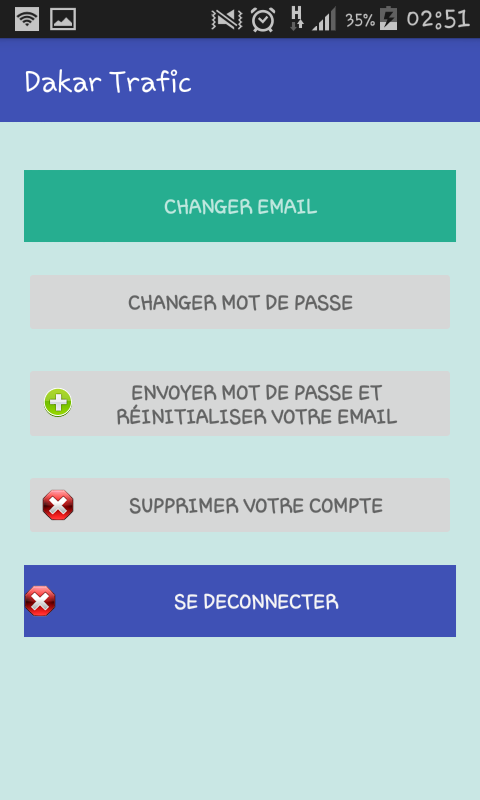 H 35% 02:51
Dakar Trafic
CHANGER EMAIL
CHANGER MOT DE PASSE
ENVOYER MOT DE PASSE ET
RÉINITIALISER VOTRE EMAIL
SUPPRIMER VOTRE COMPTE
SE DECONNECTER